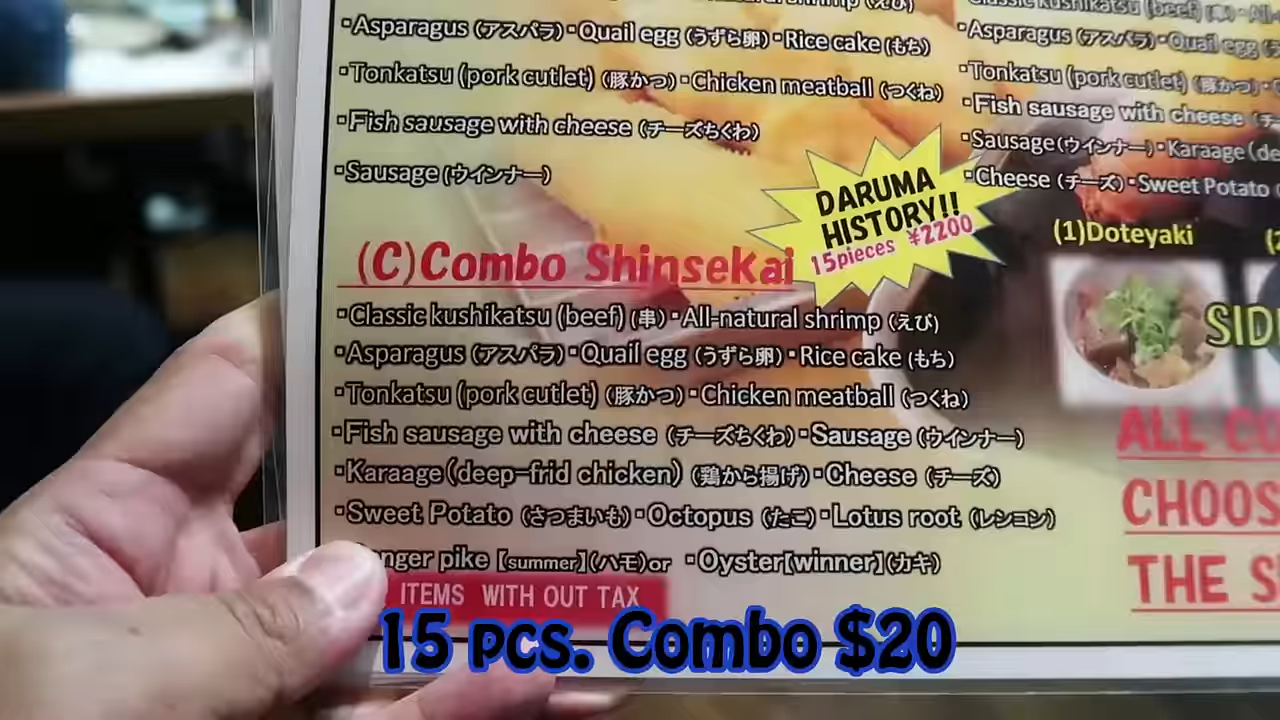 ・Asparagus (アスパラ)・Quail egg (うずら卵)・Rice cake (もち)
・Tonkatsu (pork cutlet) (豚かつ)・Chicken meatball (つくね)
・Fish sausage with cheese (チーズちくわ)
・Sausage (ウインナー)
DARUMA
HISTORY!!
15pieces ¥2200
(C)Combo Shinsekai
・Classic kushikatsu (beef) (串)・All-natural shrimp (えび)
・Asparagus (アスパラ)・Quail egg (うずら卵)・Rice cake (もち)
・Tonkatsu (pork cutlet) (豚かつ)・Chicken meatball (つくね)
・Fish sausage with cheese (チーズちくわ)・Sausage (ウインナー)
・Karaage(deep-frid chicken) (鶏から揚げ)・Cheese (チーズ)
・Sweet Potato (さつまいも)・Octopus (たこ)・Lotus root (レンコン)
pike【summer】(ハモ)or ・Oyster【winner】(カキ)
ITEMS WITH OUT TAX
Classic kushikatsu (beef) (串)
・Asparagus (アスパラ)・Quail egg
・Tonkatsu (pork cutlet) (豚かつ)
・Fish sausage with cheese
・Sausage(ウインナー)・Karaage
・Cheese (チーズ)・Sweet Potato
(1)Doteyaki
ALL
THE
15 pcs. Combo $20